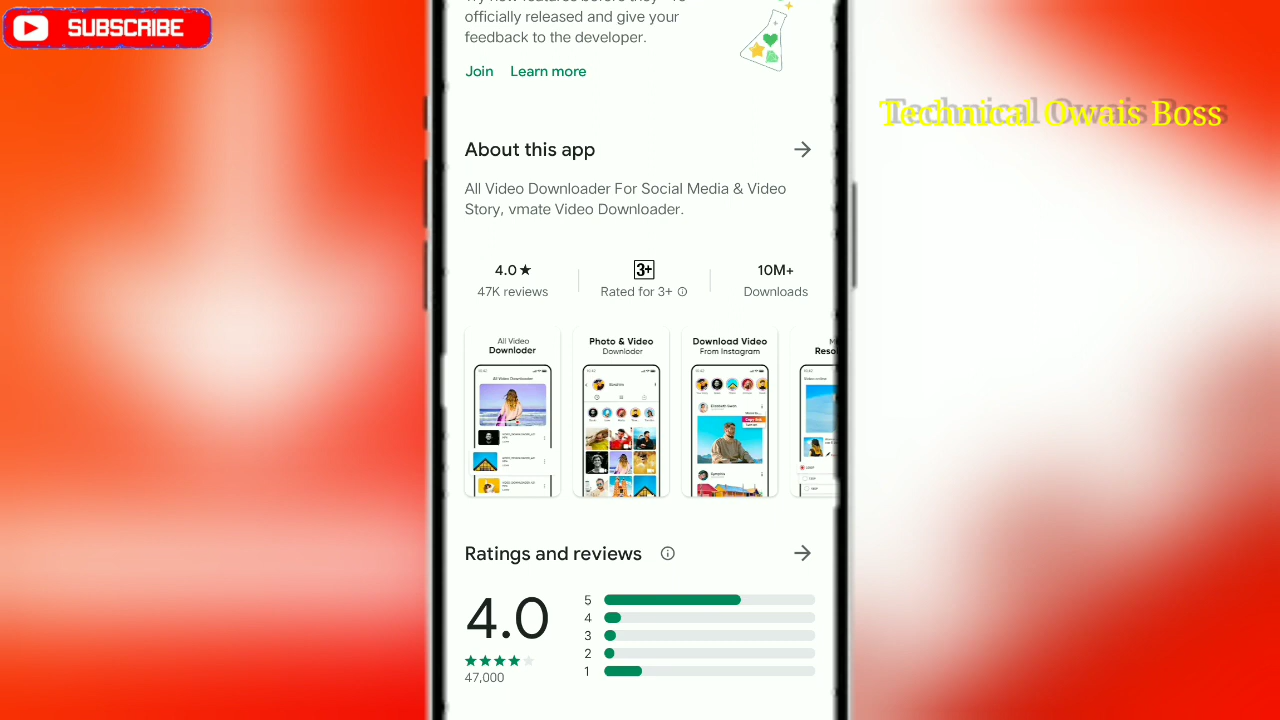 SUBSCRIBE
officially released and give your
feedback to the developer.
Join Learn more
Technical Owais Boss
About this app
All Video Downloader For Social Media & Video
Story, vmate Video Downloader.
4.0★ 3+ 10M+
47K reviews Rated for 3+ Downloads
All Video
Downloder
Photo & Video
Downloder
Download Video
From Instagram
Ratings and reviews
4.0
47,000
5
4
3
2
1